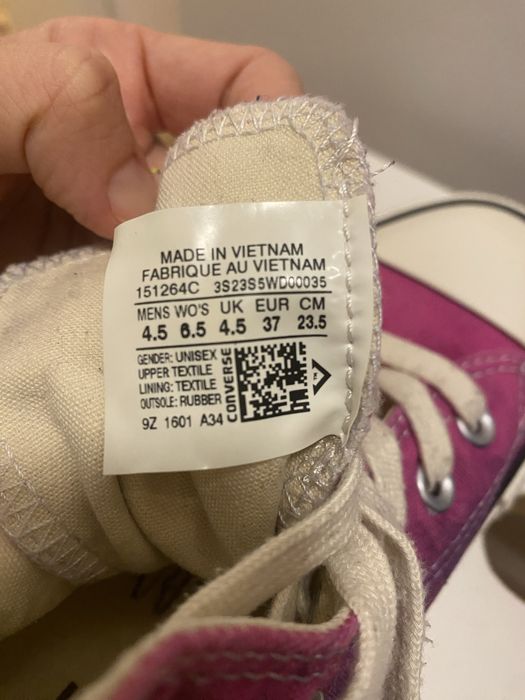 MADE IN VIETNAM
FABRIQUE AU VIETNAM
151264C 3S23S5WD00035
MENS WO'S UK EUR CM
4.5 6.5 4.5 37 23.5
GENDER: UNISEX
UPPER TEXTILE
LINING: TEXTILE
OUTSOLE: RUBBER
CONVERSE
9Z 1601 A34